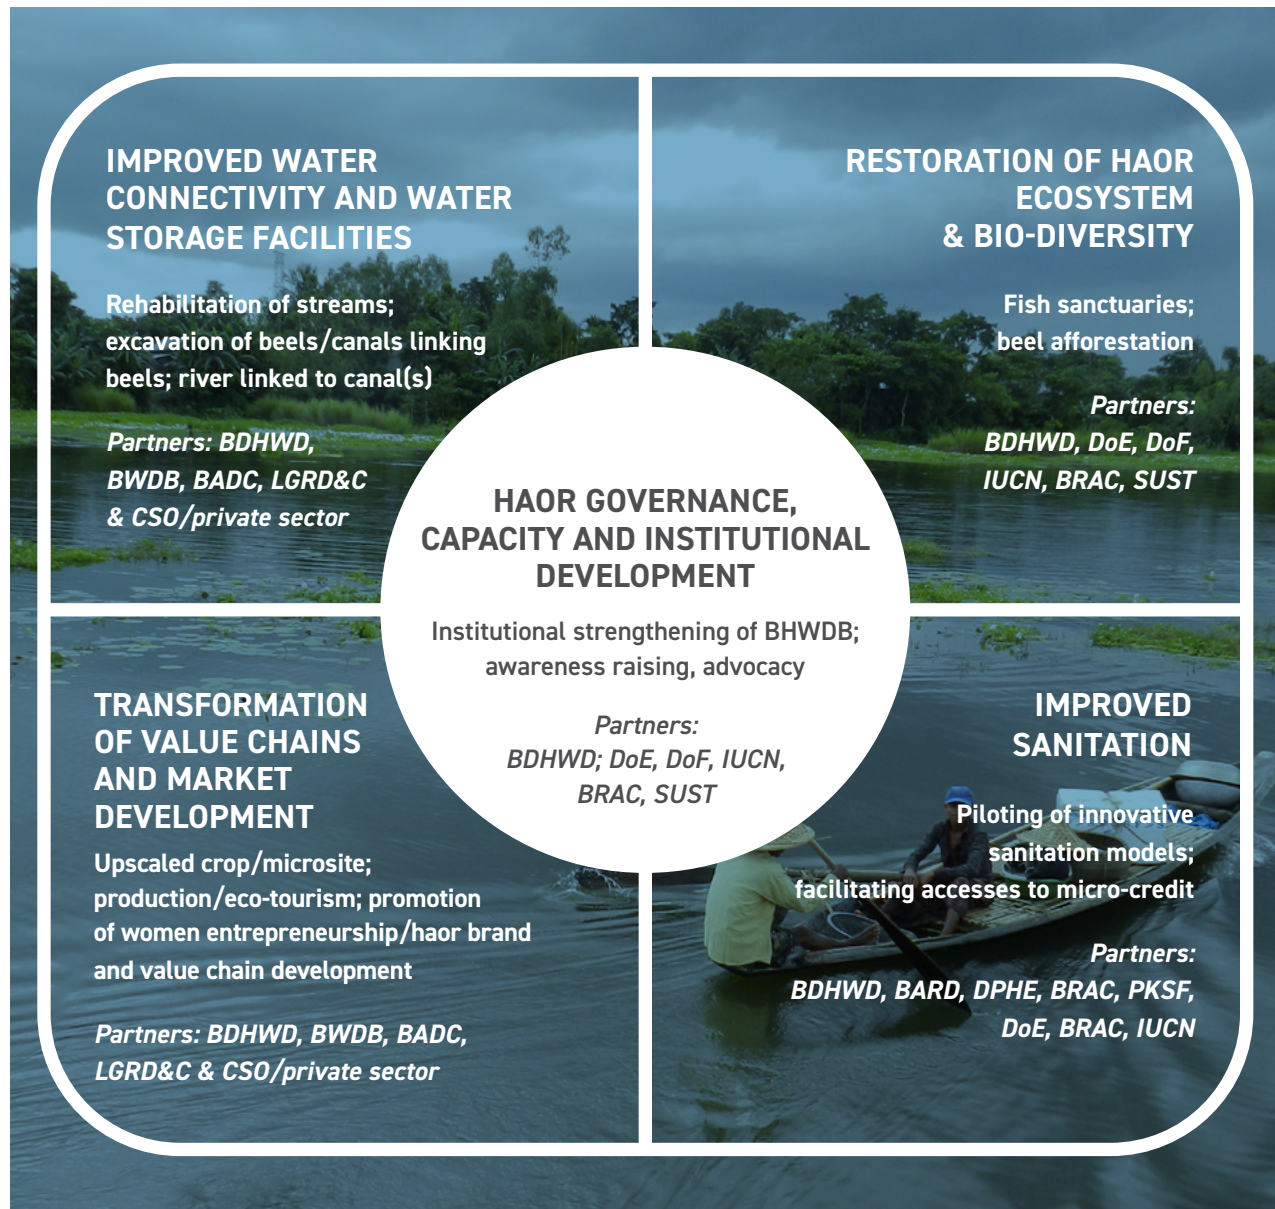 IMPROVED WATER
CONNECTIVITY AND WATER
STORAGE FACILITIES
Rehabilitation of streams;
excavation of beels/canals linking
beels; river linked to canal(s)
Partners: BDHWD,
BWDB, BADC, LGRD&C
& CSO/private sector
RESTORATION OF HAOR
ECOSYSTEM
& BIO-DIVERSITY
Fish sanctuaries;
beel afforestation
Partners:
BDHWD, DoE, DoF,
IUCN, BRAC, SUST
HAOR GOVERNANCE,
CAPACITY AND INSTITUTIONAL
DEVELOPMENT
Institutional strengthening of BHWDB;
awareness raising, advocacy
Partners:
BDHWD; DoE, DoF, IUCN,
BRAC, SUST
TRANSFORMATION
OF VALUE CHAINS
AND MARKET
DEVELOPMENT
Upscaled crop/microsite;
production/eco-tourism; promotion
of women entrepreneurship/haor brand
and value chain development
Partners: BDHWD, BWDB, BADC,
LGRD&C & CSO/private sector
IMPROVED
SANITATION
Piloting of innovative
sanitation models;
facilitating accesses to micro-credit
Partners:
BDHWD, BARD, DPHE, BRAC, PKSF,
DoE, BRAC, IUCN